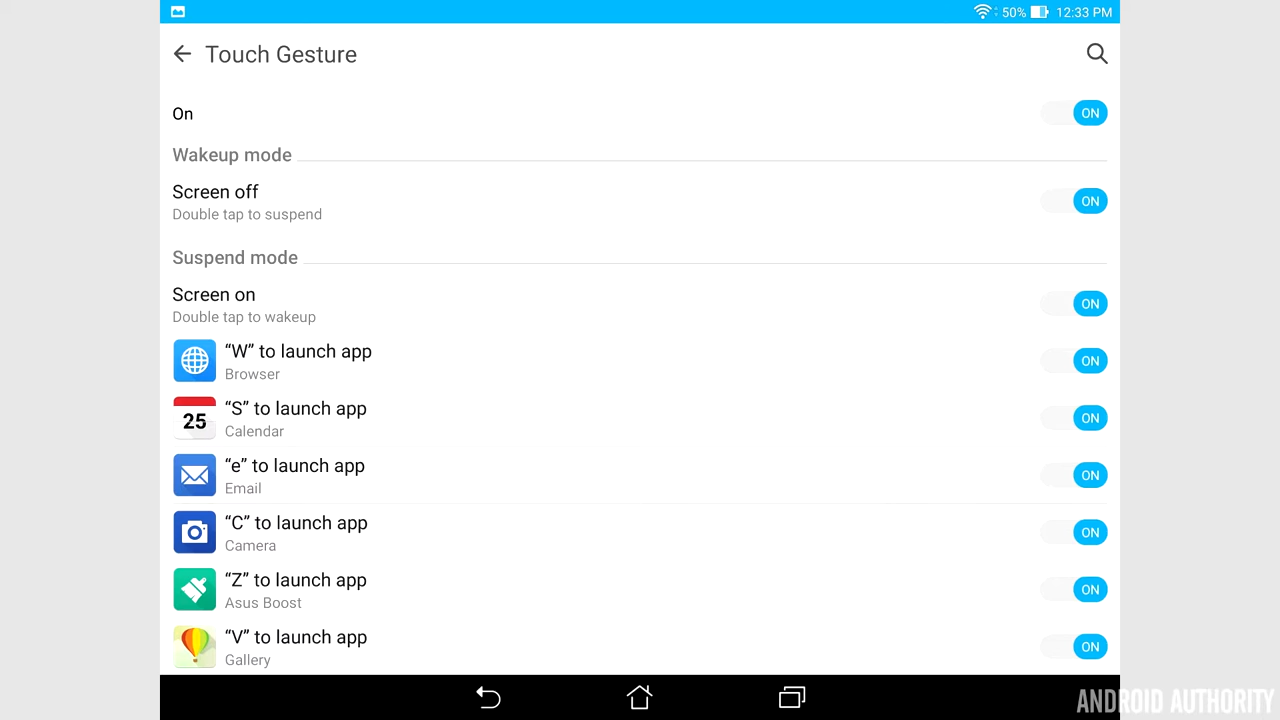 50% 12:33 PM
Touch Gesture
On ON
Wakeup mode
Screen off
Double tap to suspend
ON
Suspend mode
Screen on
Double tap to wakeup
ON
“W” to launch app
Browser
ON
25
“S” to launch app
Calendar
ON
“e” to launch app
Email
ON
“C” to launch app
Camera
ON
“Z” to launch app
Asus Boost
ON
“V” to launch app
Gallery
ON
ANDROID AUTHORITY